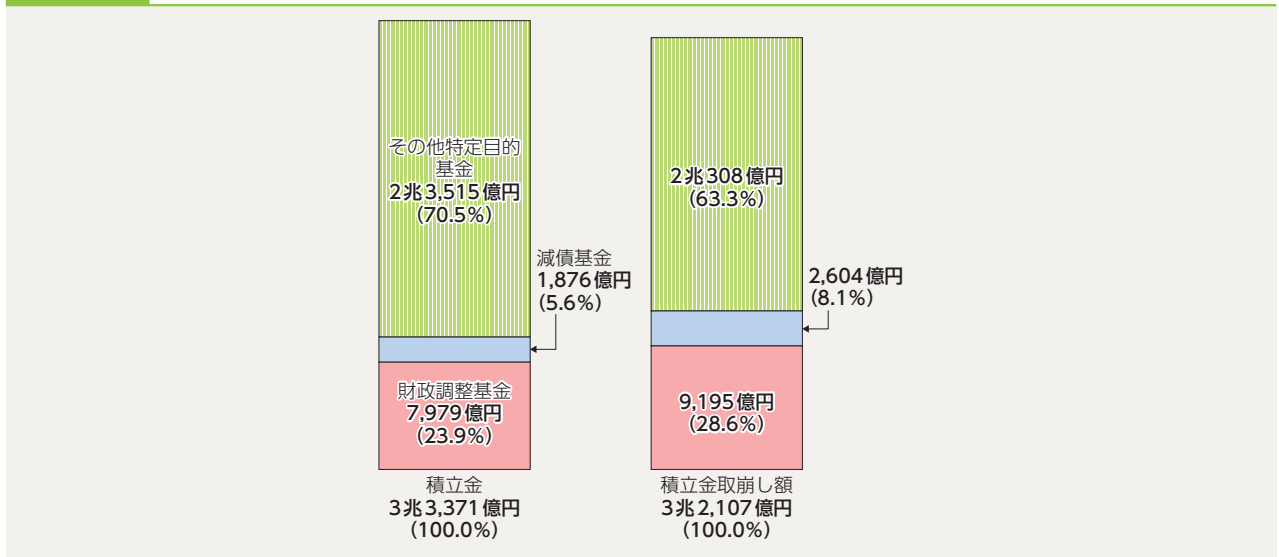 その他特定目的
基金
2兆3,515億円
(70.5%)
減債基金
1,876億円
(5.6%)
財政調整基金
7,979億円
(23.9%)
積立金
3兆3,371億円
(100.0%)
2兆308億円
(63.3%)
2,604億円
(8.1%)
9,195億円
(28.6%)
積立金取崩し額
3兆2,107億円
(100.0%)